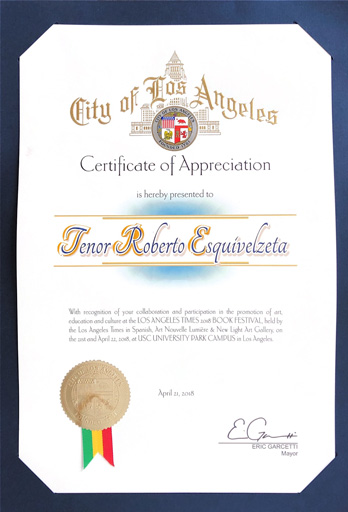 City of Los Angeles
Certificate of Appreciation
is hereby presented to
Tenor Roberto Esquivelzeta
With recognition of your collaboration and participation in the promotion of art,
education and culture at the LOS ANGELES TIMES 2018 BOOK FESTIVAL, held by
the Los Angeles Times in Spanish, Art Nouvelle Lumière & New Light Art Gallery, on
the 21st and April 22, 2018, at USC UNIVERSITY PARK CAMPUS in Los Angeles.
April 21, 2018
ERIC GARCETTI
Mayor